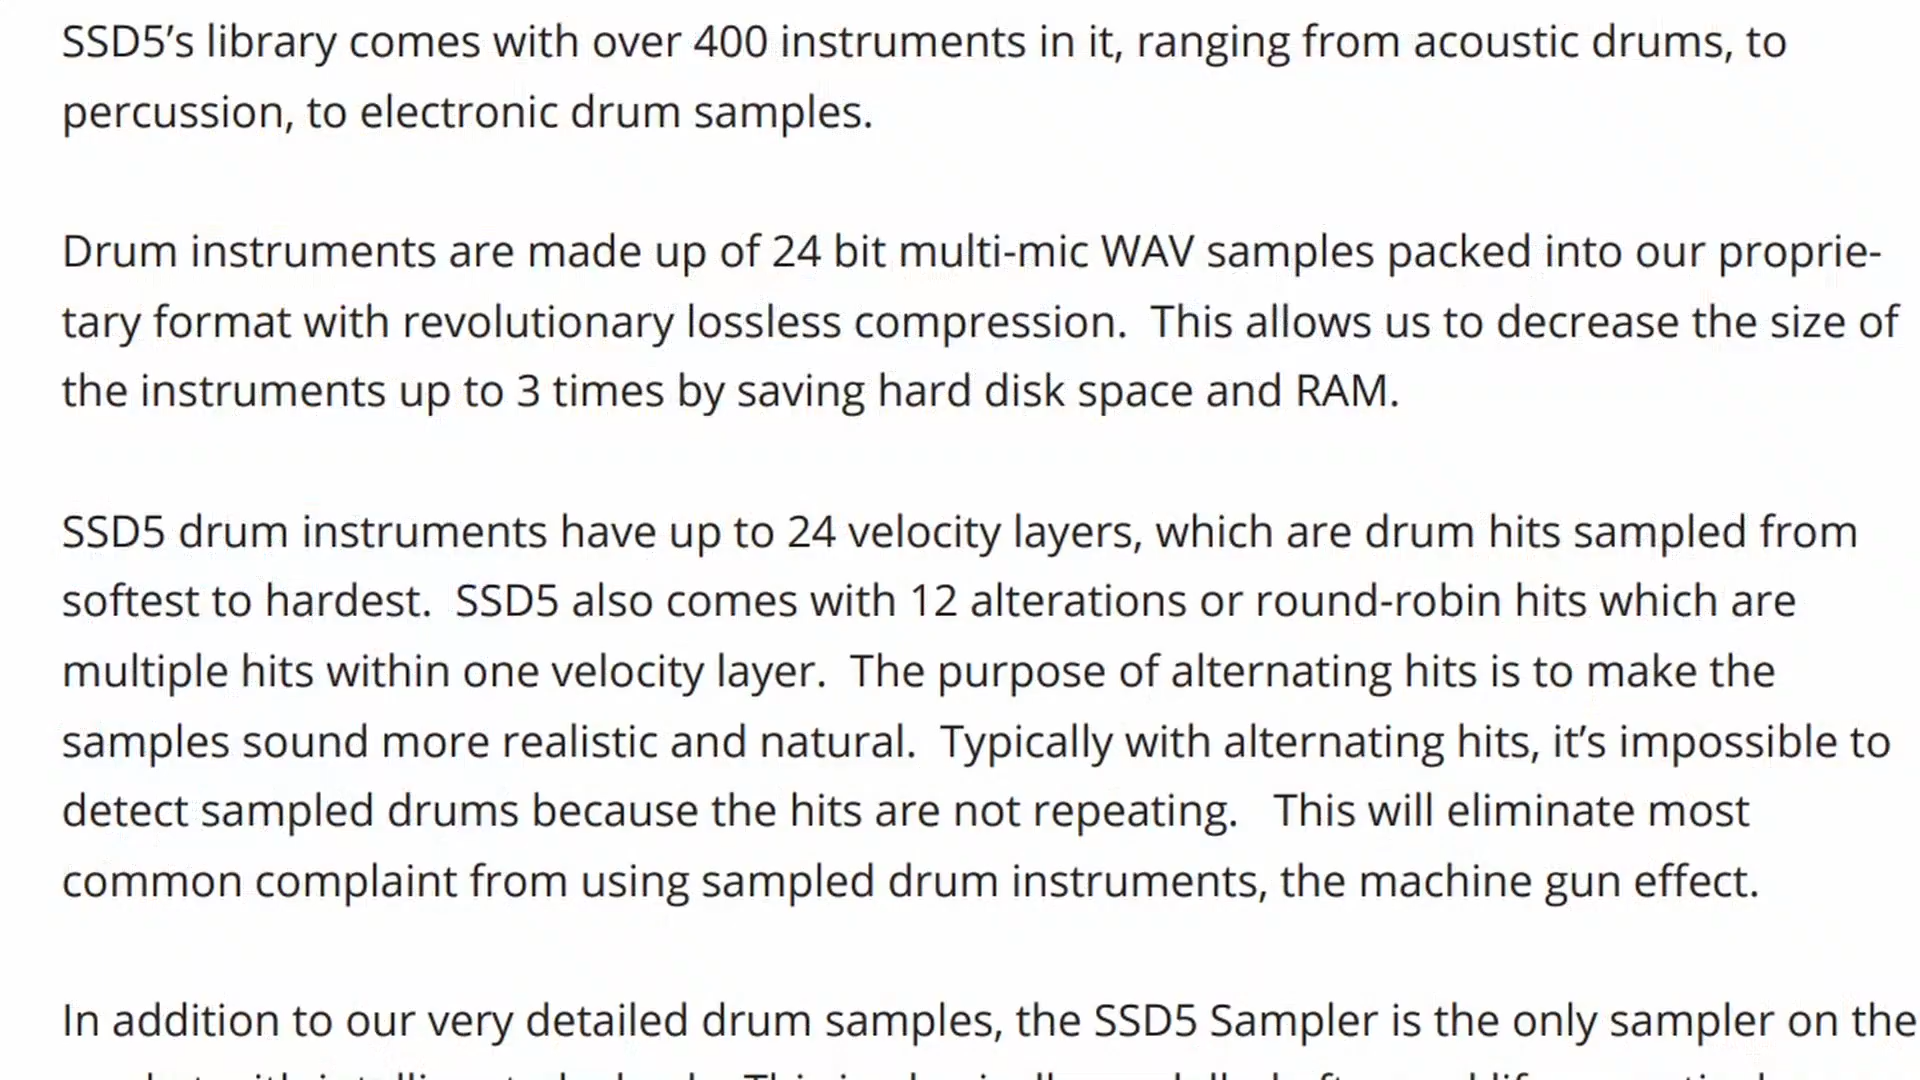 SSD5’s library comes with over 400 instruments in it, ranging from acoustic drums, to
percussion, to electronic drum samples.
Drum instruments are made up of 24 bit multi-mic WAV samples packed into our proprie-
tary format with revolutionary lossless compression.  This allows us to decrease the size of
the instruments up to 3 times by saving hard disk space and RAM.
SSD5 drum instruments have up to 24 velocity layers, which are drum hits sampled from
softest to hardest.  SSD5 also comes with 12 alterations or round-robin hits which are
multiple hits within one velocity layer.  The purpose of alternating hits is to make the
samples sound more realistic and natural.  Typically with alternating hits, it’s impossible to
detect sampled drums because the hits are not repeating.   This will eliminate most
common complaint from using sampled drum instruments, the machine gun effect.
In addition to our very detailed drum samples, the SSD5 Sampler is the only sampler on the